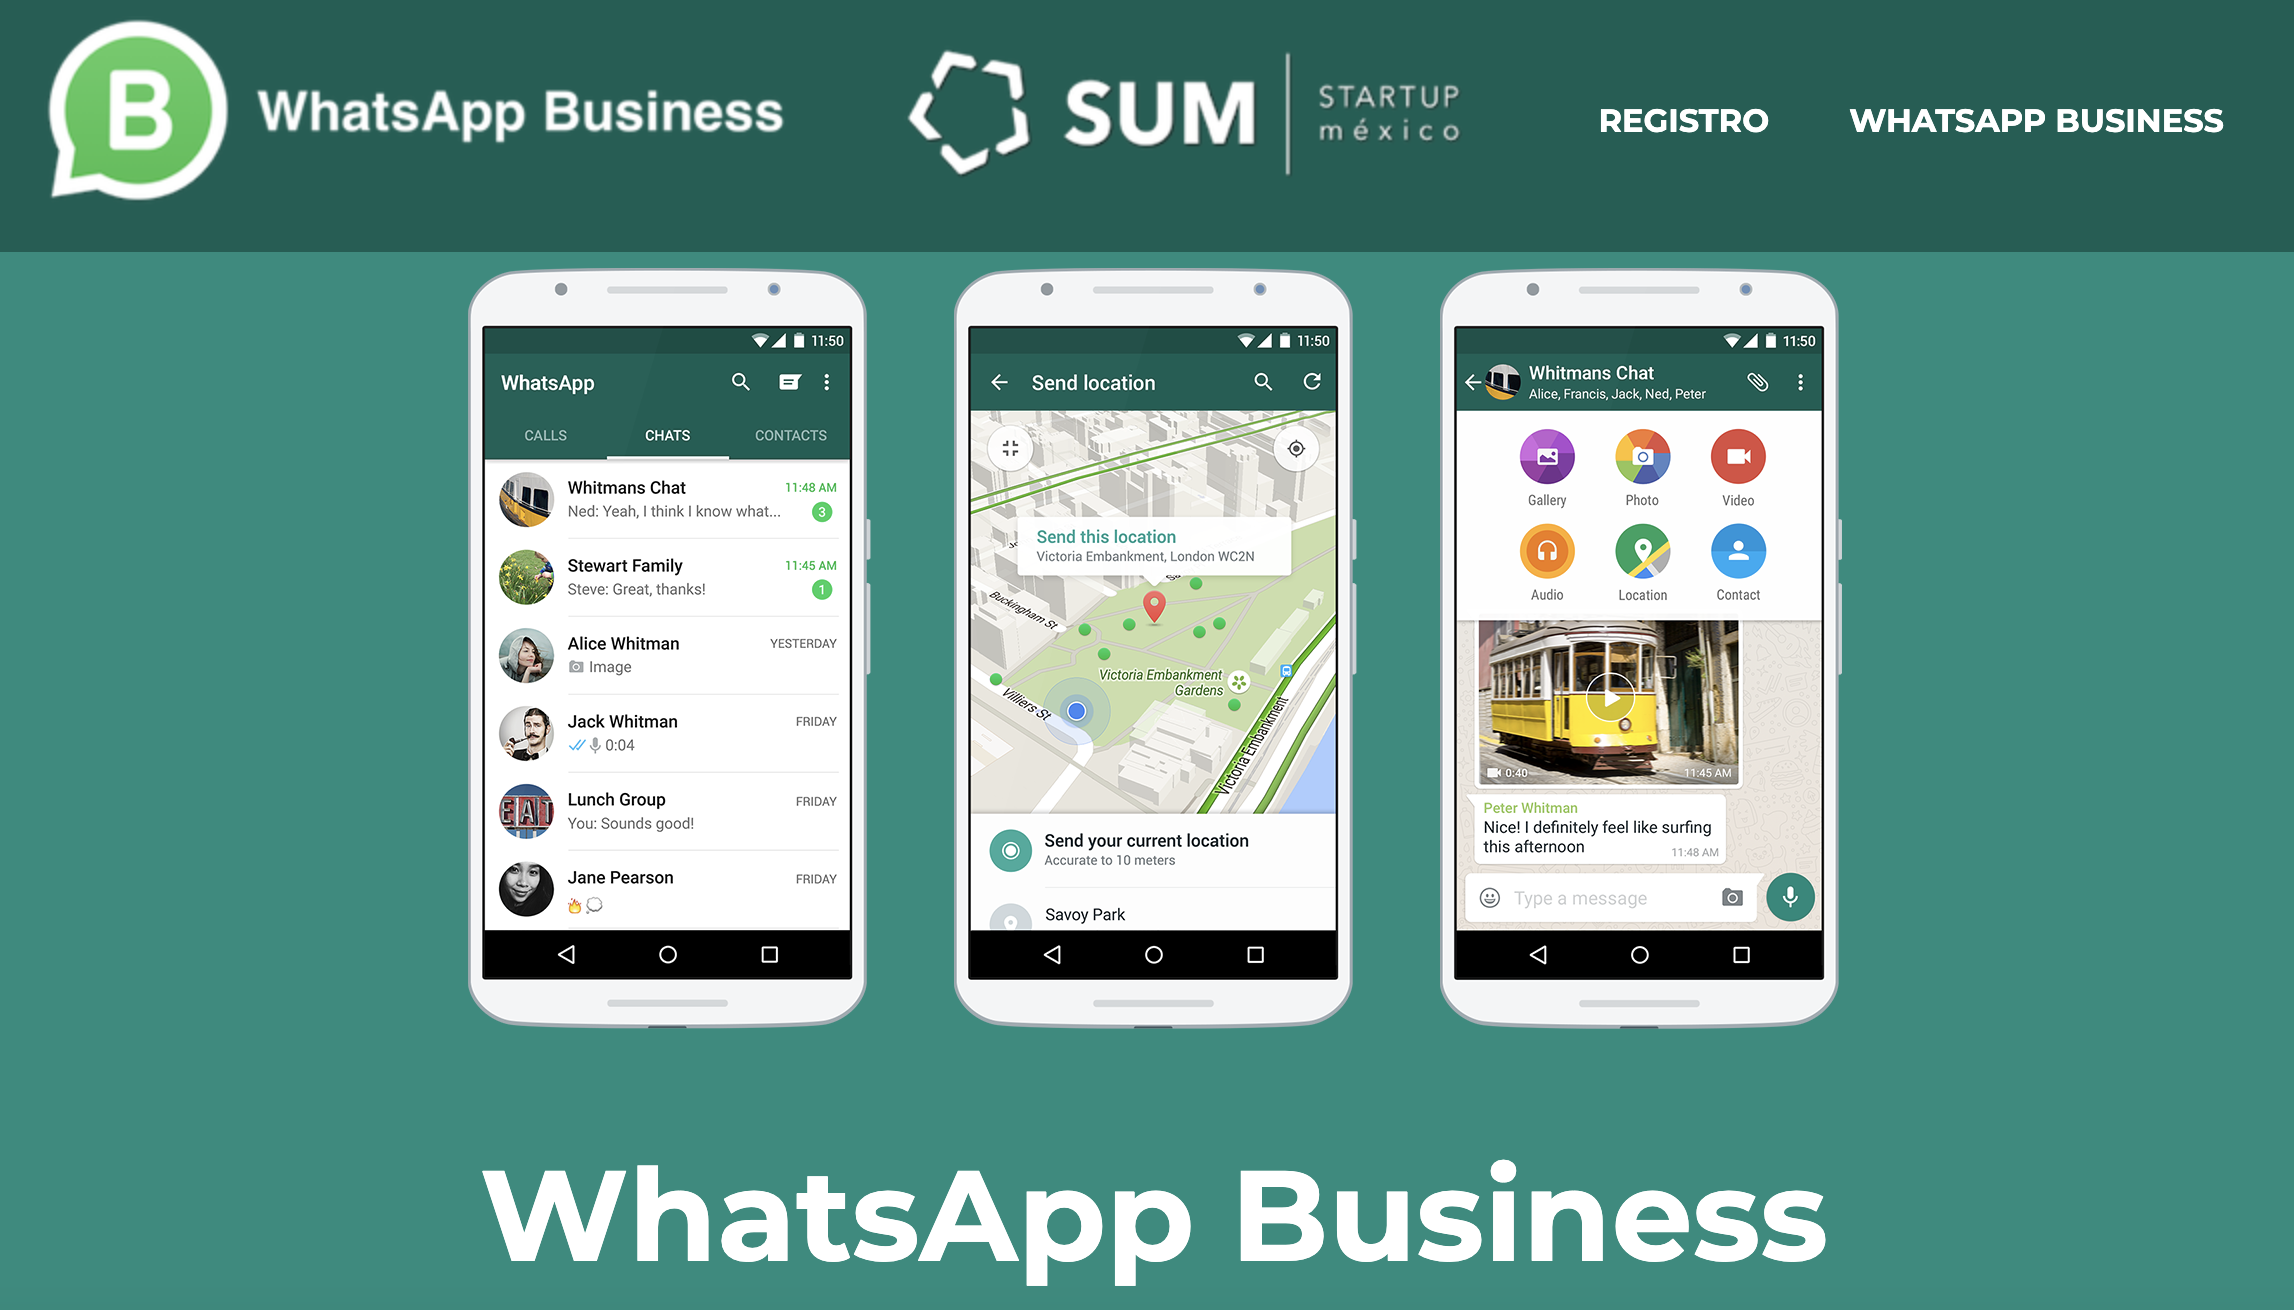 B WhatsApp Business
SUM STARTUP
méxico
REGISTRO WHATSAPP BUSINESS
11:50
WhatsApp
CALLS CHATS CONTACTS
Whitmans Chat 11:48 AM
Ned: Yeah, I think I know what... 3
Stewart Family 11:45 AM
Steve: Great, thanks! 1
Alice Whitman YESTERDAY
Image
Jack Whitman FRIDAY
0:04
EAT
Lunch Group FRIDAY
You: Sounds good!
Jane Pearson FRIDAY
11:50
Send location
Send this location
Victoria Embankment, London WC2N
Buckingham St
Victoria Embankment
Gardens
Villiers St
Victoria Embankment
Send your current location
Accurate to 10 meters
Savoy Park
11:50
Whitmans Chat
Alice, Francis, Jack, Ned, Peter
Gallery Photo Video
Audio Location Contact
0:40 11:45 AM
Peter Whitman
Nice! I definitely feel like surfing
this afternoon 11:48 AM
Type a message
WhatsApp Business